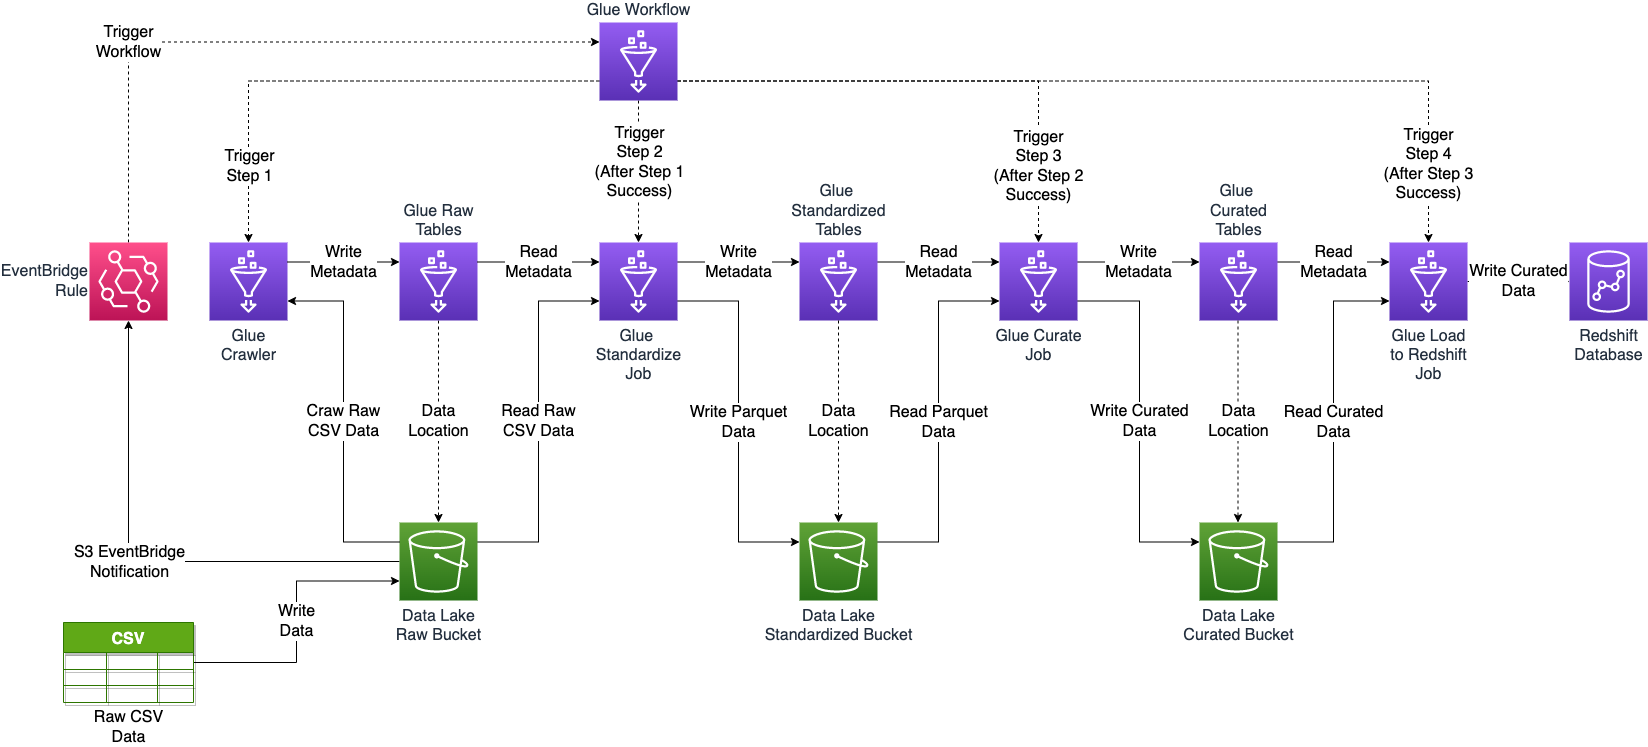 Glue Workflow
Trigger
Workflow
Trigger
Step 1
Trigger
Step 2
(After Step 1
Success)
Trigger
Step 3
(After Step 2
Success)
Trigger
Step 4
(After Step 3
Success)
Glue Raw
Tables
Glue
Standardized
Tables
Glue
Curated
Tables
EventBridge
Rule
Write
Metadata
Read
Metadata
Write
Metadata
Read
Metadata
Write
Metadata
Read
Metadata
Write Curated
Data
Glue
Crawler
Glue
Standardize
Job
Glue Curate
Job
Glue Load
to Redshift
Job
Redshift
Database
Craw Raw
CSV Data
Data
Location
Read Raw
CSV Data
Write Parquet
Data
Data
Location
Read Parquet
Data
Write Curated
Data
Data
Location
Read Curated
Data
S3 EventBridge
Notification
Write
Data
Data Lake
Raw Bucket
Data Lake
Standardized Bucket
Data Lake
Curated Bucket
CSV
Raw CSV
Data